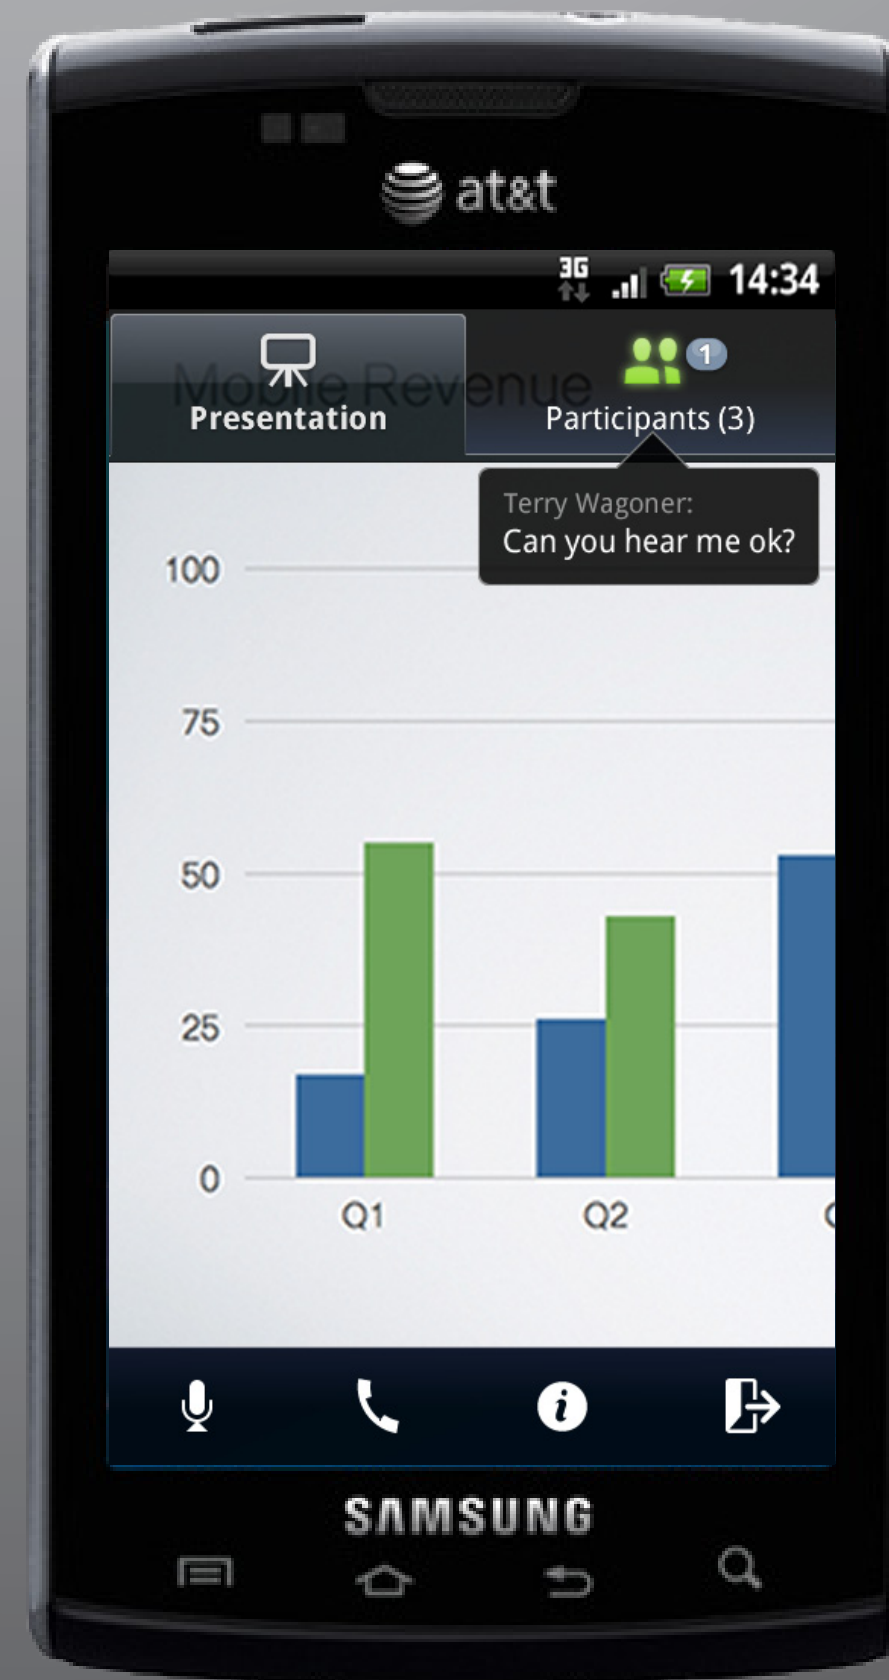 at&t
3G
14:34
1
Mobile Revenue
Presentation
Participants (3)
Terry Wagoner:
Can you hear me ok?
100
75
50
25
0
Q1
Q2
SAMSUNG